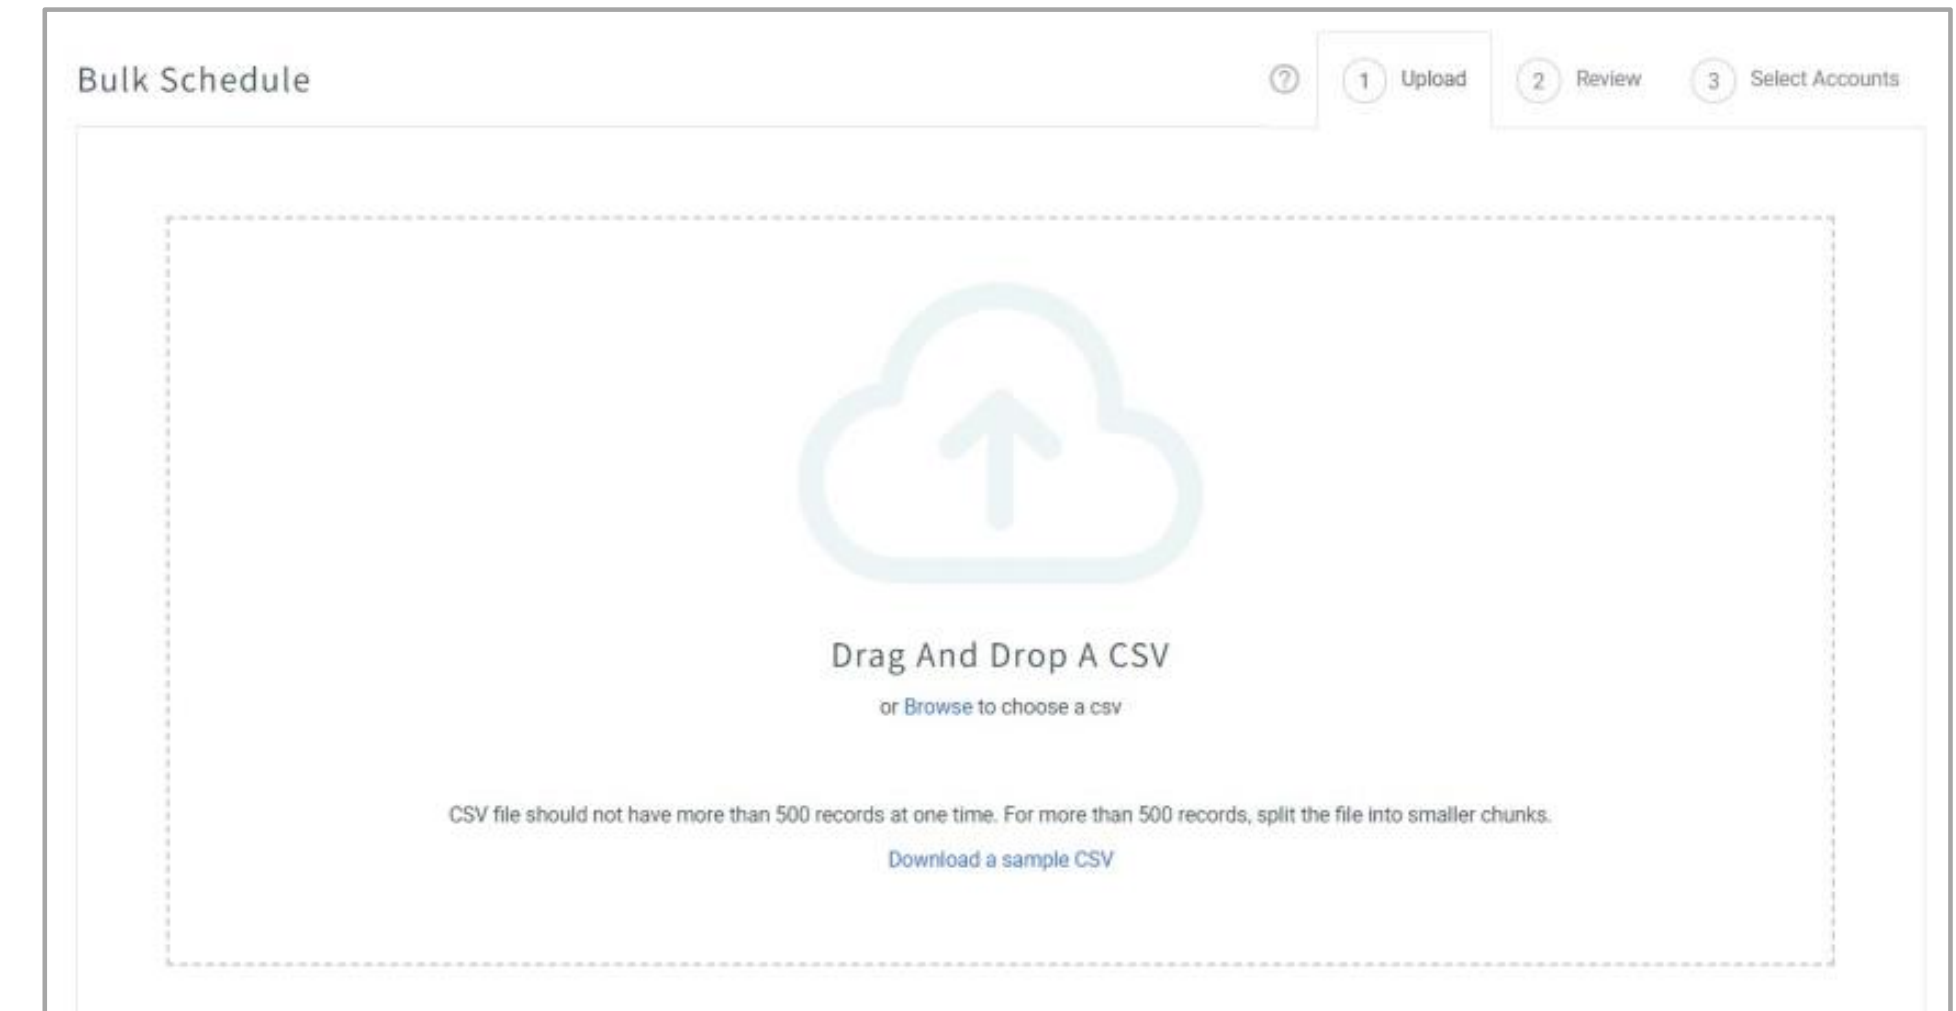 Bulk Schedule
? 1 Upload 2 Review 3 Select Accounts
Drag And Drop A CSV
or Browse to choose a csv
CSV file should not have more than 500 records at one time. For more than 500 records, split the file into smaller chunks.
Download a sample CSV